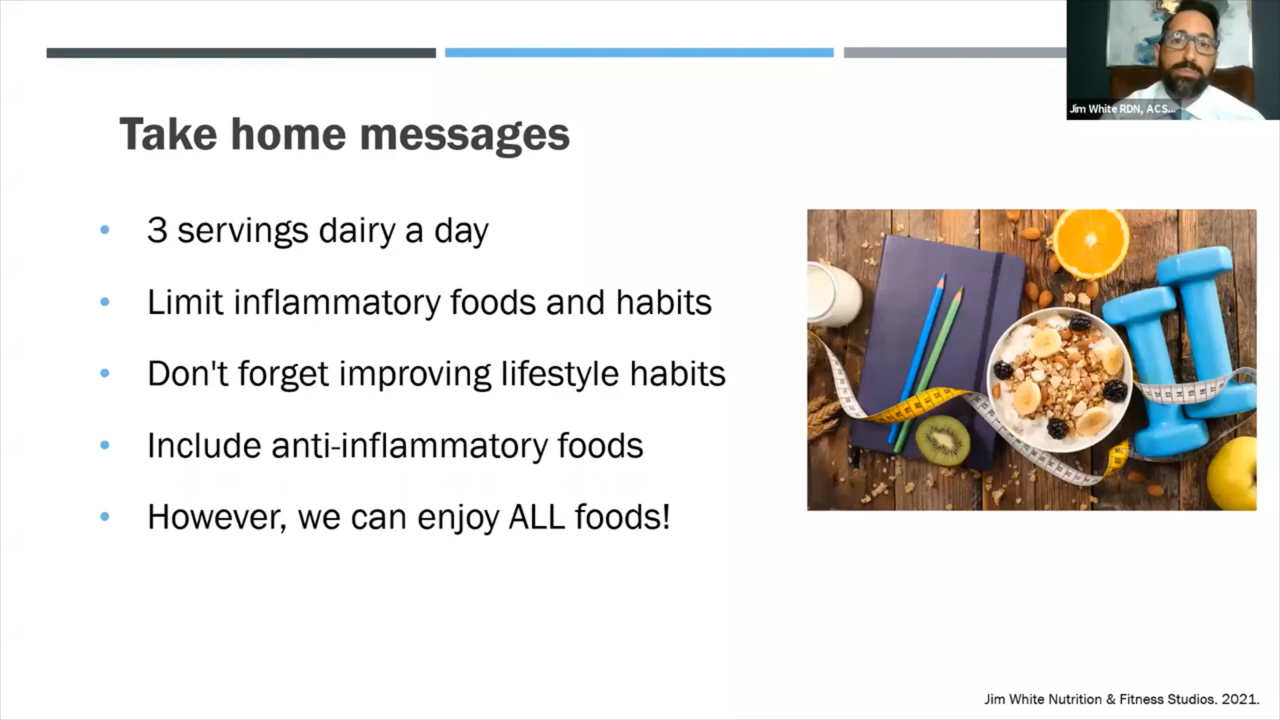 Jim White RDN, ACS...
Take home messages
3 servings dairy a day
Limit inflammatory foods and habits
Don't forget improving lifestyle habits
Include anti-inflammatory foods
However, we can enjoy ALL foods!
Jim White Nutrition & Fitness Studios. 2021.